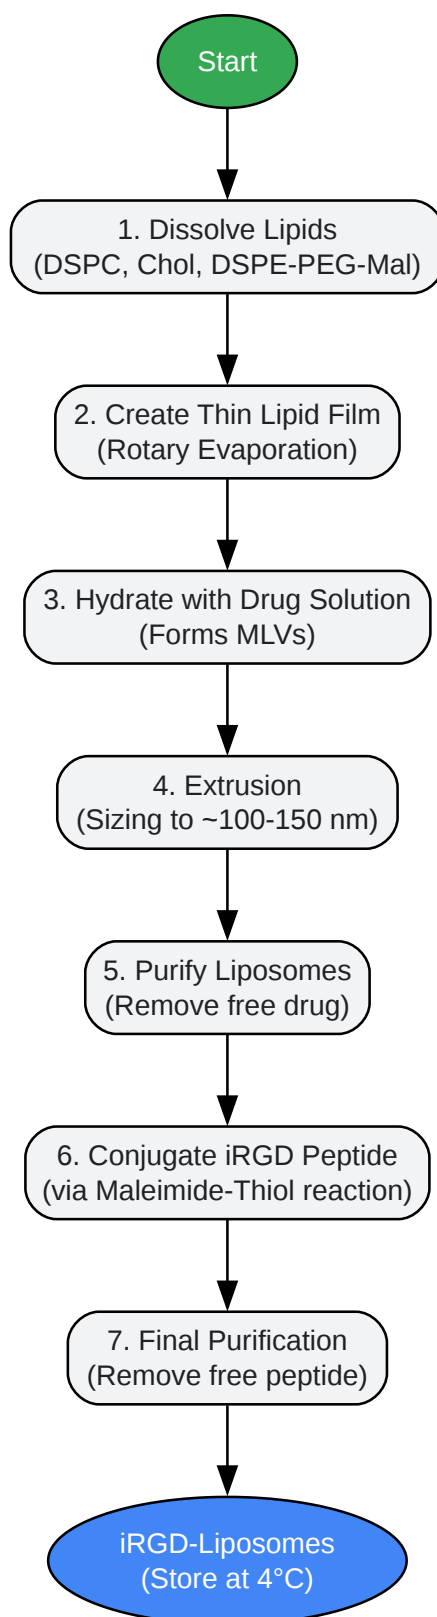 Start
1. Dissolve Lipids
(DSPC, Chol, DSPE-PEG-Mal)
2. Create Thin Lipid Film
(Rotary Evaporation)
3. Hydrate with Drug Solution
(Forms MLVs)
4. Extrusion
(Sizing to ~100-150 nm)
5. Purify Liposomes
(Remove free drug)
6. Conjugate iRGD Peptide
(via Maleimide-Thiol reaction)
7. Final Purification
(Remove free peptide)
iRGD-Liposomes
(Store at 4°C)